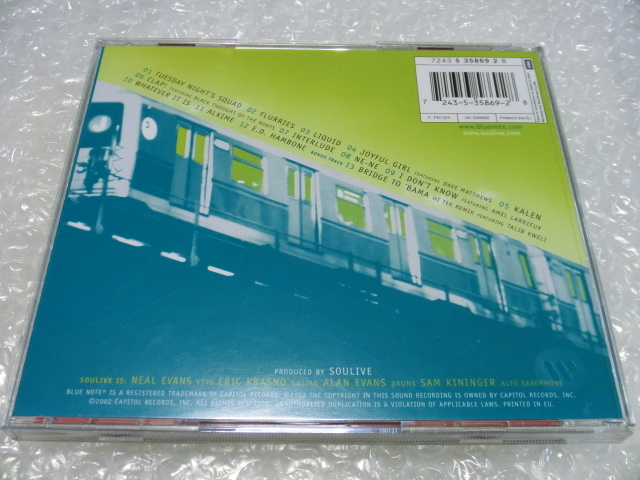 7243 5 35869 2 8
7 243-5-35869-2 8
www.bluenote.com
www.soulive.com
01 TUESDAY NIGHT'S SQUAD 02 FLURRIES 03 LIQUID 04 JOYFUL GIRL FEATURING DAVE MATTHEWS 05 KALEN
06 CLAP! FEATURING BLACK THOUGHT OF THE ROOTS 07 INTERLUDE 08 NE-NE 09 I DON'T KNOW FEATURING AMEL LARRIEUX
10 WHATEVER IT IS 11 ALKIME 12 E.D. HAMBONE BONUS TRACK 13 BRIDGE TO 'BAMA HI TEK REMIX FEATURING TALIB KWELI
2
PRODUCED BY SOULIVE
SOULIVE IS: NEAL EVANS KEYS ERIC KRASNO GUITAR ALAN EVANS DRUMS SAM KININGER ALTO SAXOPHONE
BLUE NOTE® IS A REGISTERED TRADEMARK OF CAPITOL RECORDS, INC. ℗2002 THE COPYRIGHT IN THIS SOUND RECORDING IS OWNED BY CAPITOL RECORDS, INC.
©2002 CAPITOL RECORDS, INC. ALL RIGHTS RESERVED. UNAUTHORIZED DUPLICATION IS A VIOLATION OF APPLICABLE LAWS. PRINTED IN EU.